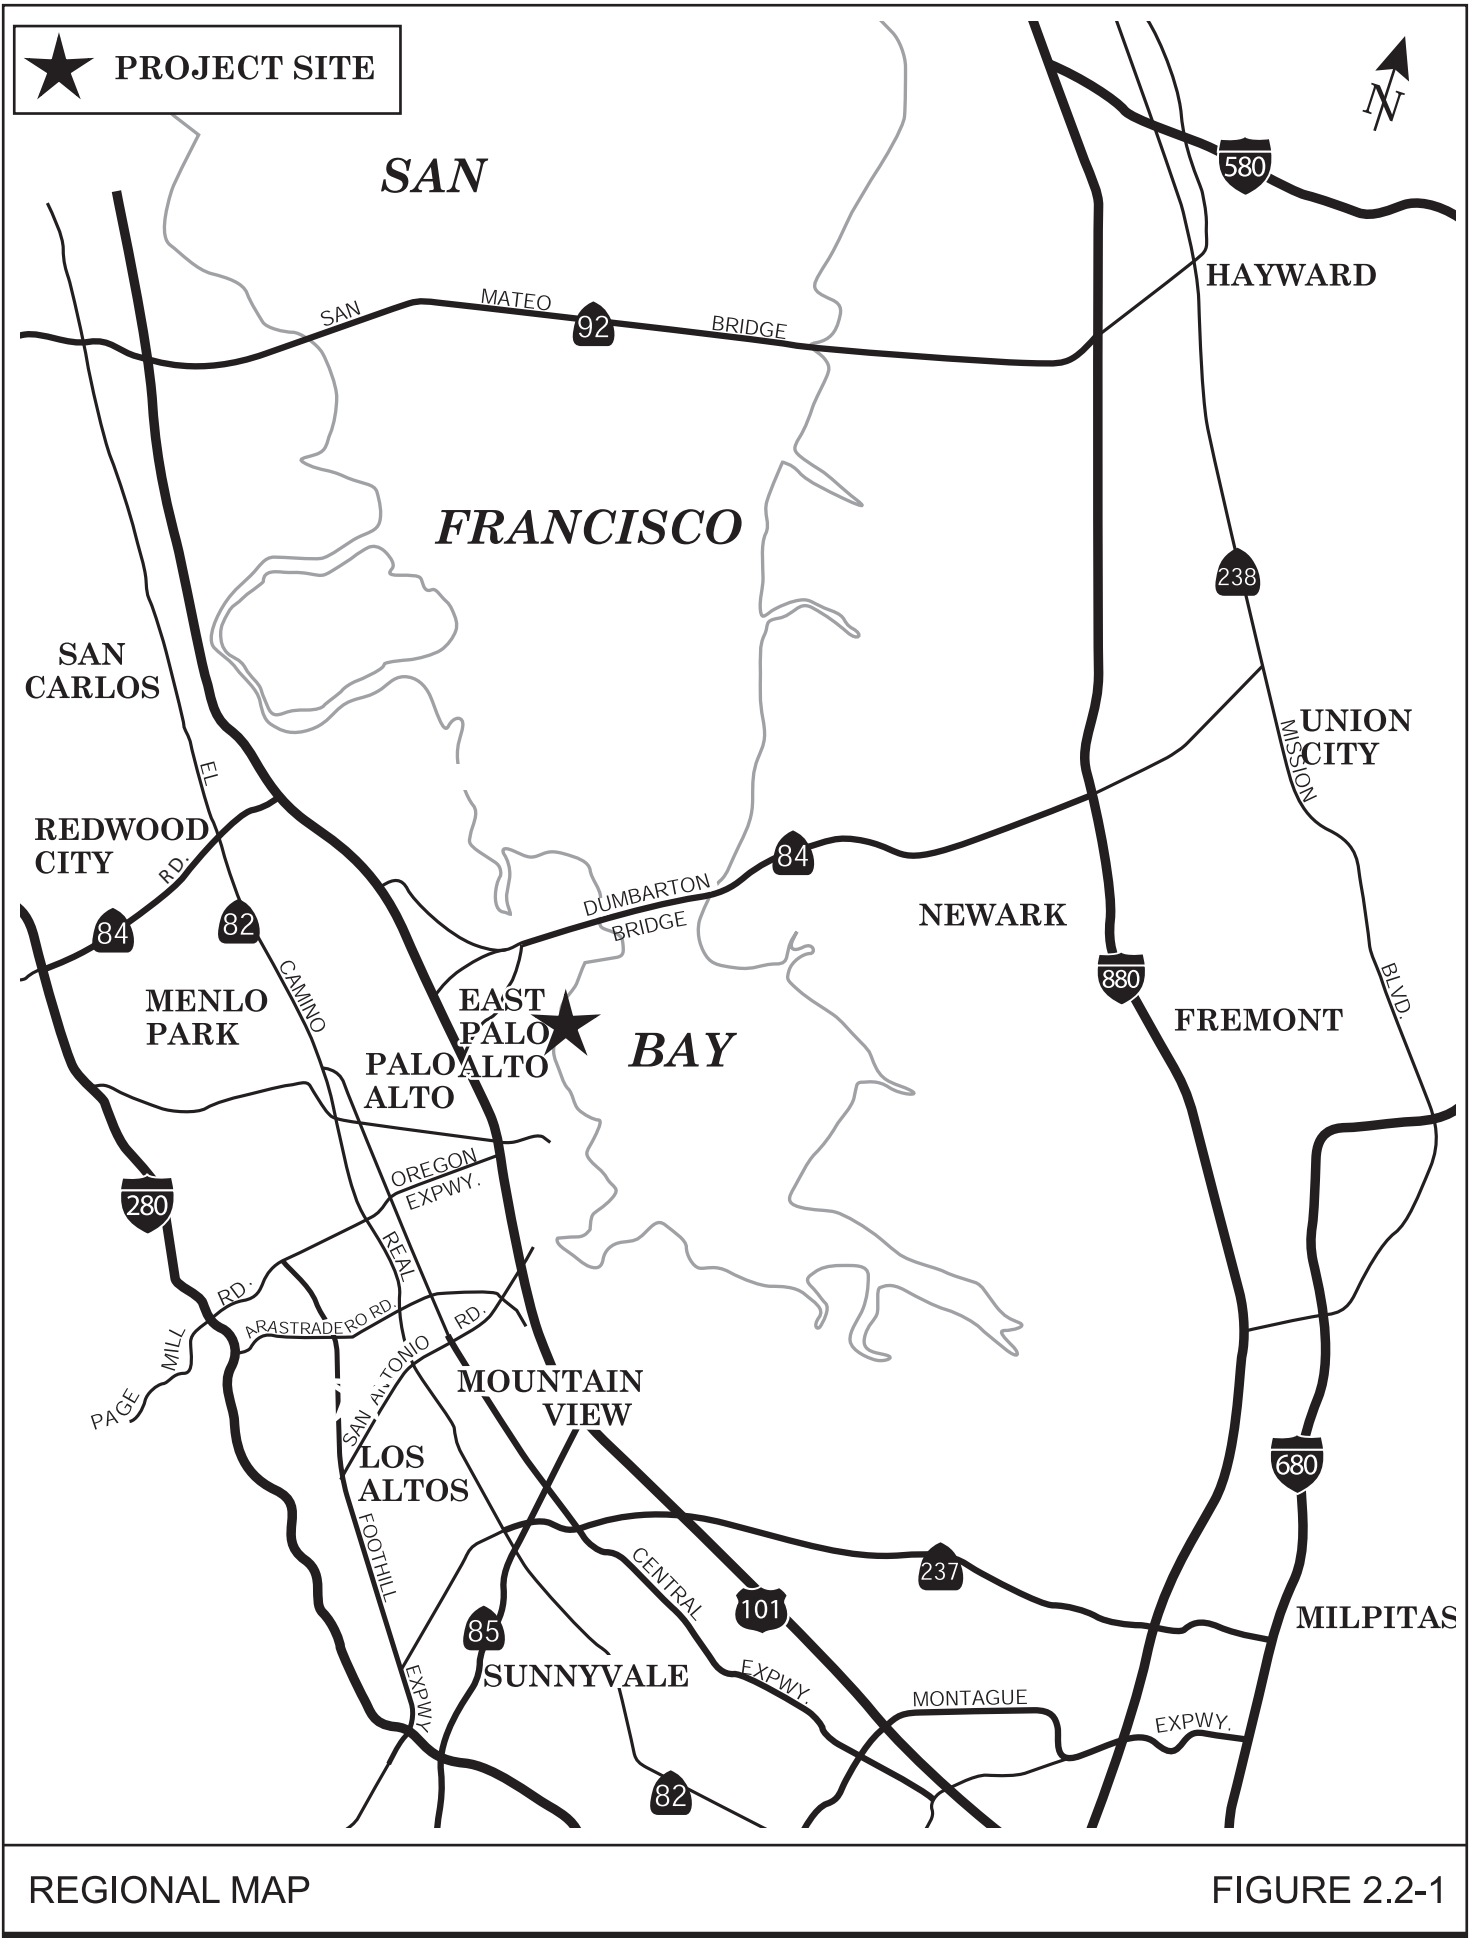 PROJECT SITE
N
SAN
580
HAYWARD
SAN
MATEO
92
BRIDGE
FRANCISCO
238
SAN
CARLOS
UNION
CITY
MISSION
EL
REDWOOD
CITY
RD.
84
DUMBARTON
BRIDGE
84
82
NEWARK
880
BLVD.
CAMINO
MENLO
PARK
EAST
PALO
ALTO
BAY
FREMONT
PALO
ALTO
OREGON
EXPWY.
280
REAL
RD.
ARASTRADERO RD.
RD.
MILL
PAGE
SAN ANTONIO
MOUNTAIN
VIEW
LOS
ALTOS
680
FOOTHILL
CENTRAL
237
101
85
MILPITAS
SUNNYVALE
EXPWY
EXPWY.
MONTAGUE
EXPWY.
82
REGIONAL MAP
FIGURE 2.2-1